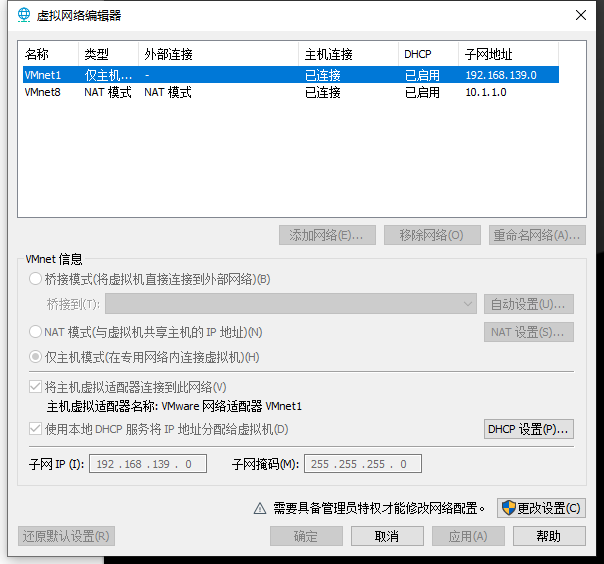 虚拟网络编辑器
名称 类型 外部连接 主机连接 DHCP 子网地址
VMnet1 仅主机... - 已连接 已启用 192.168.139.0
VMnet8 NAT 模式 NAT 模式 已连接 已启用 10.1.1.0
添加网络(E)... 移除网络(O) 重命名网络(A)...
VMnet 信息
桥接模式(将虚拟机直接连接到外部网络)(B)
桥接到(T): 自动设置(U)...
NAT 模式(与虚拟机共享主机的 IP 地址)(N) NAT 设置(S)...
仅主机模式(在专用网络内连接虚拟机)(H)
将主机虚拟适配器连接到此网络(V)
主机虚拟适配器名称: VMware 网络适配器 VMnet1
使用本地 DHCP 服务将 IP 地址分配给虚拟机(D) DHCP 设置(P)...
子网 IP (I): 192 . 168 . 139 . 0 子网掩码(M): 255 . 255 . 255 . 0
需要具备管理员特权才能修改网络配置。 更改设置(C)
还原默认设置(R) 确定 取消 应用(A) 帮助